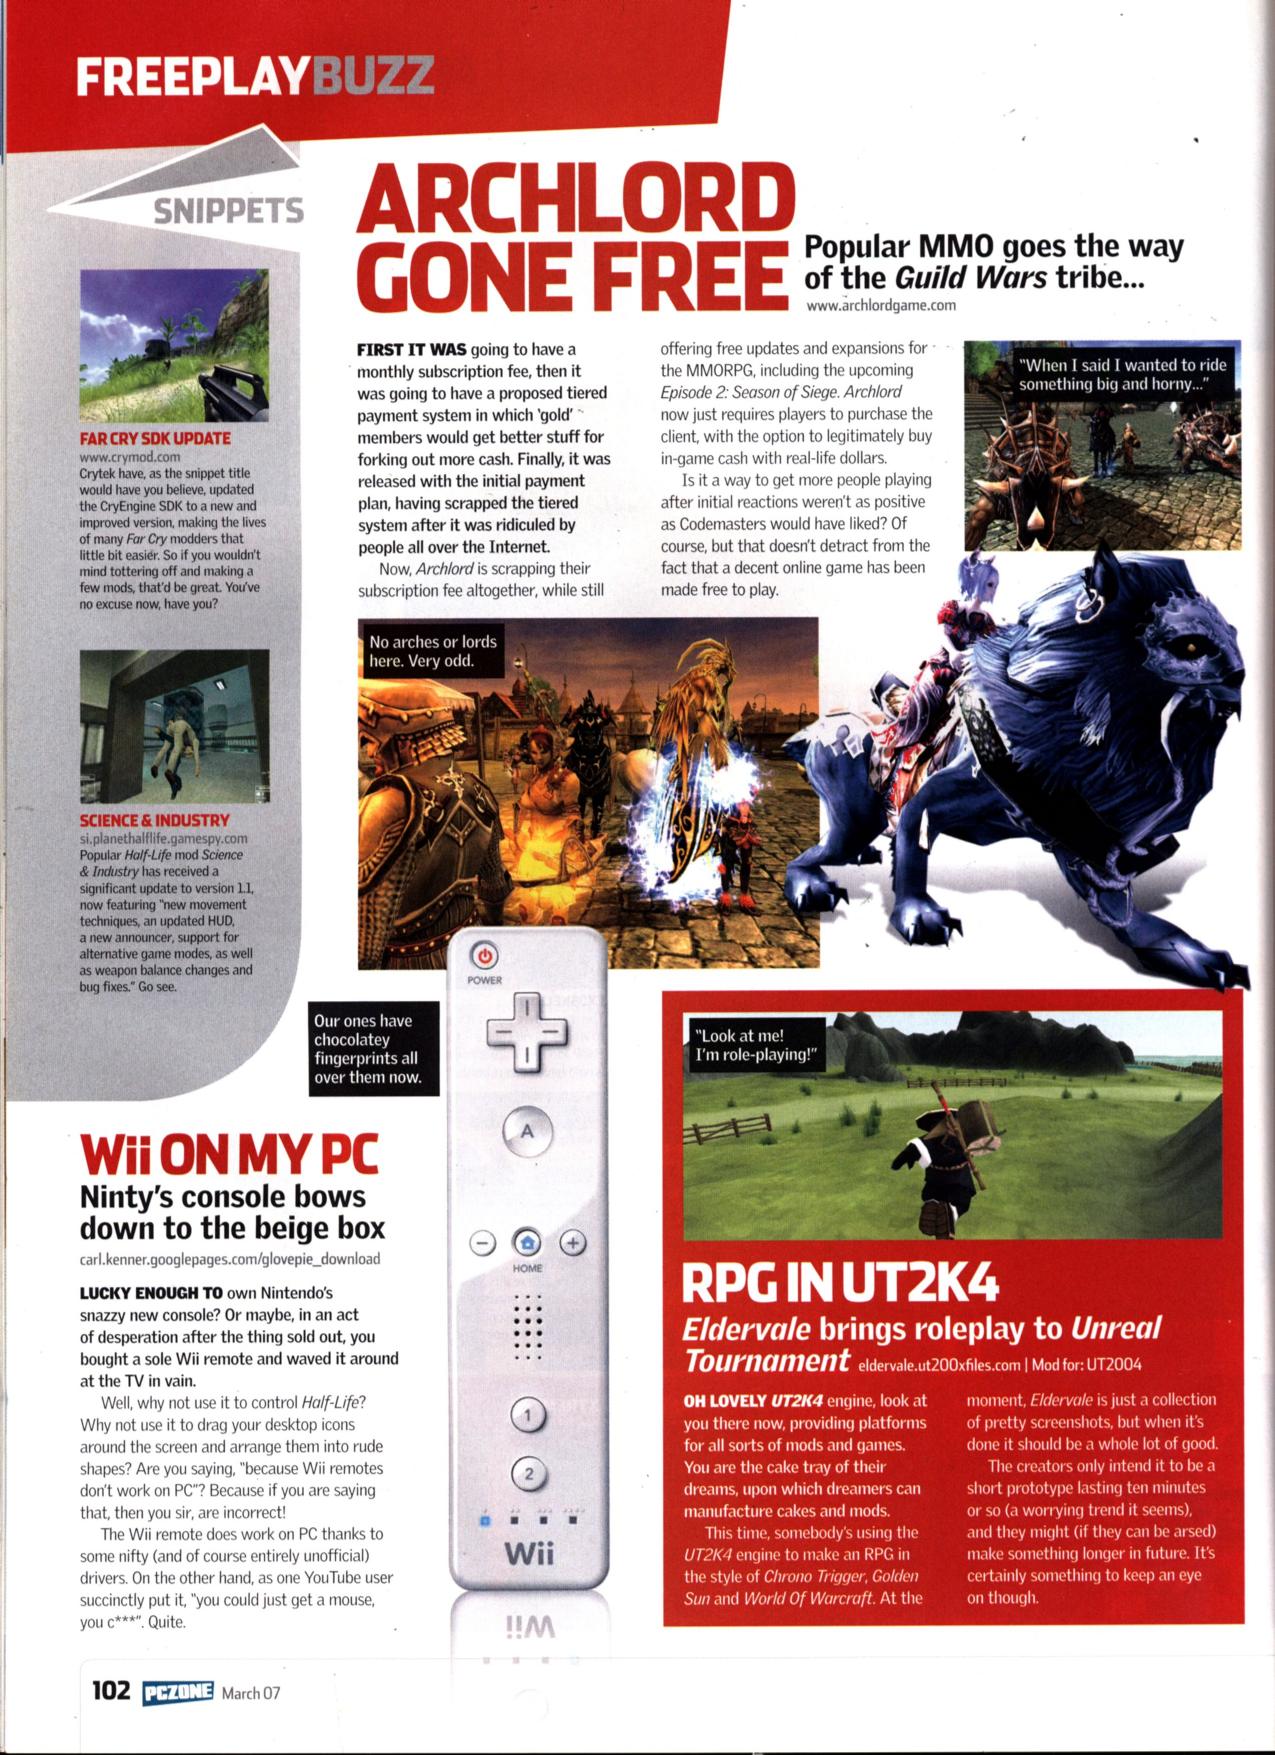 FREEPLAYBUZZ
SNIPPETS
FAR CRY SDK UPDATE
www.crymod.com
Crytek have, as the snippet title
would have you believe, updated
the CryEngine SDK to a new and
improved version, making the lives
of many Far Cry modders that
little bit easier. So if you wouldn't
mind tottering off and making a
few mods, that'd be great. You've
no excuse now, have you?
SCIENCE & INDUSTRY
si.planethalflife.gamespy.com
Popular Half-Life mod Science
& Industry has received a
significant update to version 1.1,
now featuring "new movement
techniques, an updated HUD,
a new announcer, support for
alternative game modes, as well
as weapon balance changes and
bug fixes." Go see.
ARCHLORD
GONE FREE
Popular MMO goes the way
of the Guild Wars tribe...
www.archlordgame.com
FIRST IT WAS going to have a
monthly subscription fee, then it
was going to have a proposed tiered
payment system in which 'gold'
members would get better stuff for
forking out more cash. Finally, it was
released with the initial payment
plan, having scrapped the tiered
system after it was ridiculed by
people all over the Internet.
Now, Archlord is scrapping their
subscription fee altogether, while still
offering free updates and expansions for
the MMORPG, including the upcoming
Episode 2: Season of Siege. Archlord
now just requires players to purchase the
client, with the option to legitimately buy
in-game cash with real-life dollars.
Is it a way to get more people playing
after initial reactions weren't as positive
as Codemasters would have liked? Of
course, but that doesn't detract from the
fact that a decent online game has been
made free to play.
"When I said I wanted to ride
something big and horny..."
No arches or lords
here. Very odd.
Our ones have
chocolatey
fingerprints all
over them now.
POWER
A
HOME
1
2
Wii
Wii ON MY PC
Ninty's console bows
down to the beige box
carl.kenner.googlepages.com/glovepie_download
LUCKY ENOUGH TO own Nintendo's
snazzy new console? Or maybe, in an act
of desperation after the thing sold out, you
bought a sole Wii remote and waved it around
at the TV in vain.
Well, why not use it to control Half-Life?
Why not use it to drag your desktop icons
around the screen and arrange them into rude
shapes? Are you saying, "because Wii remotes
don't work on PC"? Because if you are saying
that, then you sir, are incorrect!
The Wii remote does work on PC thanks to
some nifty (and of course entirely unofficial)
drivers. On the other hand, as one YouTube user
succinctly put it, "you could just get a mouse,
you c***". Quite.
"Look at me!
I'm role-playing!"
RPG IN UT2K4
Eldervale brings roleplay to Unreal
Tournament eldervale.ut200xfiles.com | Mod for: UT2004
OH LOVELY UT2K4 engine, look at
you there now, providing platforms
for all sorts of mods and games.
You are the cake tray of their
dreams, upon which dreamers can
manufacture cakes and mods.
This time, somebody's using the
UT2K4 engine to make an RPG in
the style of Chrono Trigger, Golden
Sun and World Of Warcraft. At the
moment, Eldervale is just a collection
of pretty screenshots, but when it's
done it should be a whole lot of good.
The creators only intend it to be a
short prototype lasting ten minutes
or so (a worrying trend it seems),
and they might (if they can be arsed)
make something longer in future. It's
certainly something to keep an eye
on though.
102 PCZONE March 07